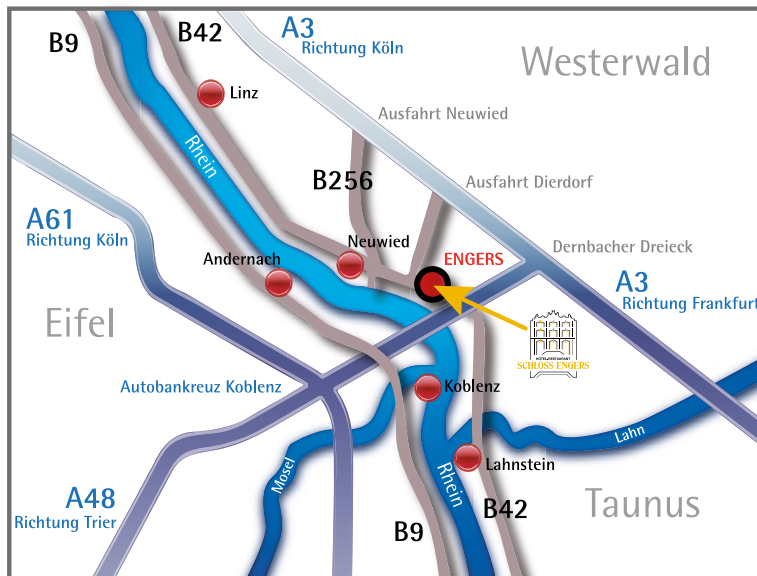 B9
B42
A3
Richtung Köln
Westerwald
Linz
Ausfahrt Neuwied
Rhein
B256
Ausfahrt Dierdorf
A61
Richtung Köln
Neuwied
ENGERS
Dernbacher Dreieck
Andernach
A3
Richtung Frankfurt
Eifel
HOTEL RESTAURANT
SCHLOSS ENGERS
Autobankreuz Koblenz
Koblenz
Lahn
Mosel
Rhein
Lahnstein
A48
Richtung Trier
B9
B42
Taunus